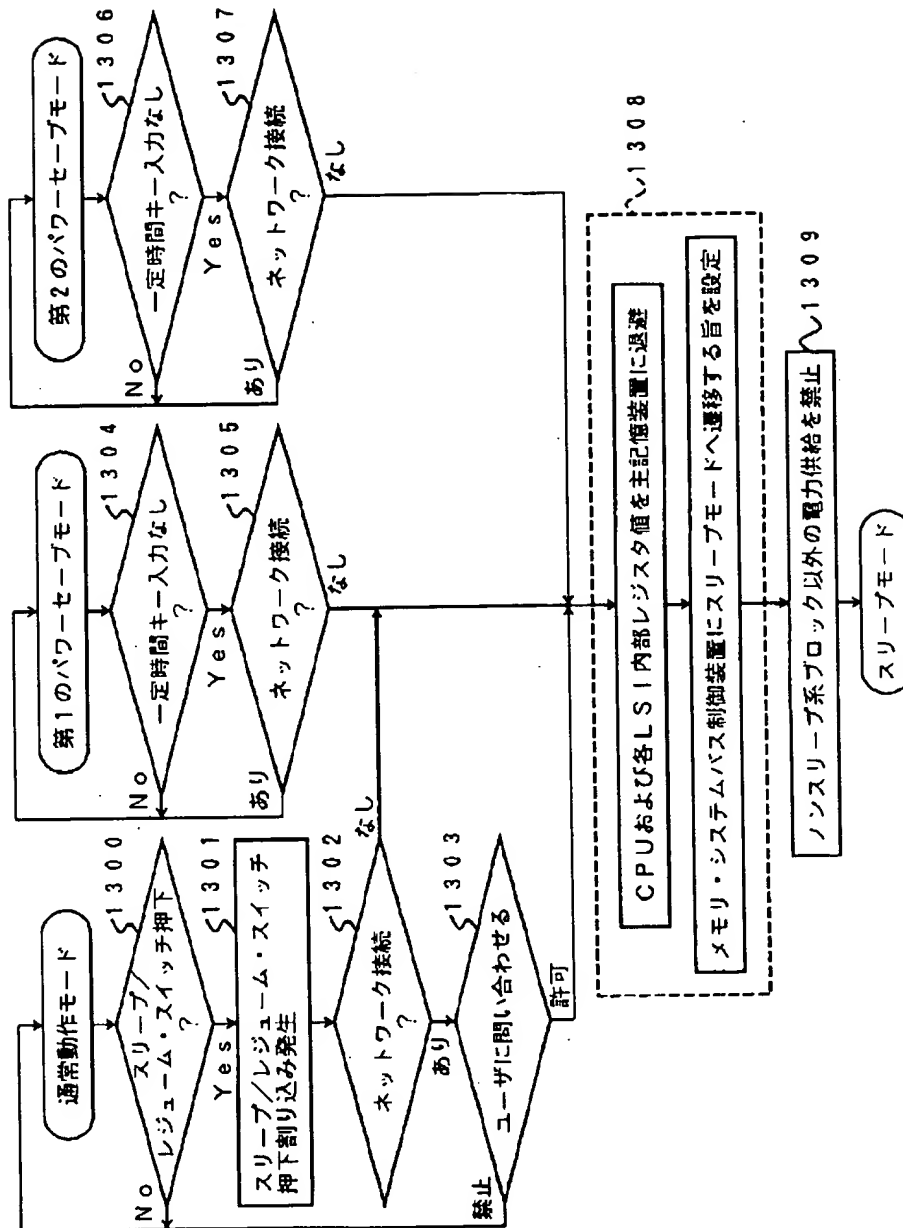 通常動作モード
スリープ/
レジューム・スイッチ押下
?
1300
No
Yes
スリープ/レジューム・スイッチ
押下割り込み発生
1301
ネットワーク接続
?
1302
なし
あり
ユーザに問い合わせる
1303
禁止
許可
第1のパワーセーブモード
一定時間キー入力なし
?
1304
No
Yes
ネットワーク接続
?
1305
あり
なし
第2のパワーセーブモード
一定時間キー入力なし
?
1306
No
Yes
ネットワーク接続
?
1307
あり
なし
CPUおよび各LSI内部レジスタ値を主記憶装置に退避
メモリ・システムバス制御装置にスリープモードへ遷移する旨を設定
1308
ノンスリープ系ブロック以外の電力供給を禁止
1309
スリープモード